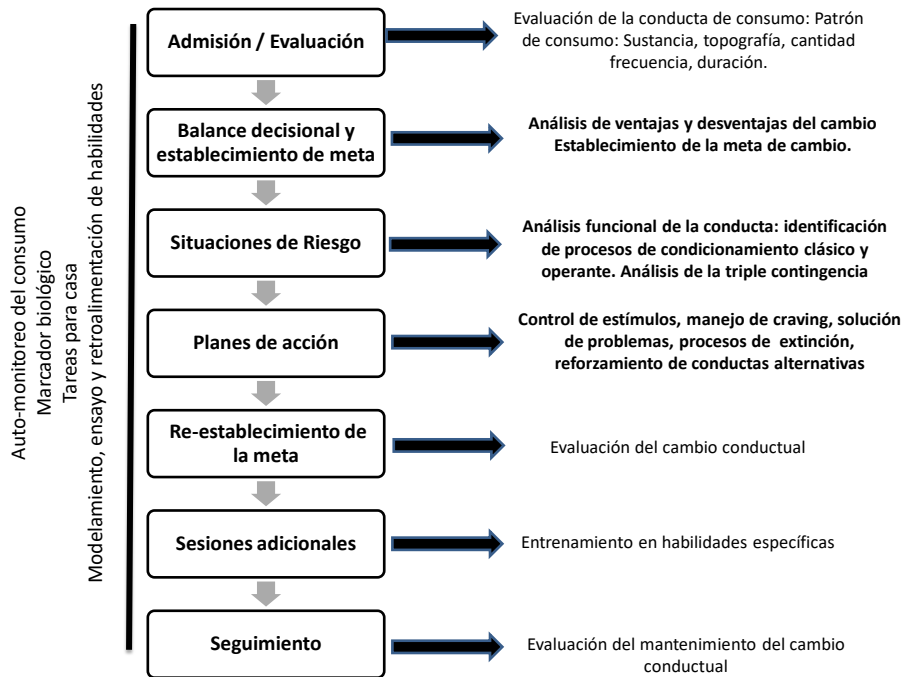 Auto-monitoreo del consumo
Marcador biológico
Tareas para casa
Modelamiento, ensayo y retroalimentación de habilidades
Admisión / Evaluación
Evaluación de la conducta de consumo: Patrón
de consumo: Sustancia, topografía, cantidad
frecuencia, duración.
Balance decisional y
establecimiento de meta
Análisis de ventajas y desventajas del cambio
Establecimiento de la meta de cambio.
Situaciones de Riesgo
Análisis funcional de la conducta: identificación
de procesos de condicionamiento clásico y
operante. Análisis de la triple contingencia
Planes de acción
Control de estímulos, manejo de craving, solución
de problemas, procesos de extinción,
reforzamiento de conductas alternativas
Re-establecimiento de
la meta
Evaluación del cambio conductual
Sesiones adicionales
Entrenamiento en habilidades específicas
Seguimiento
Evaluación del mantenimiento del cambio
conductual